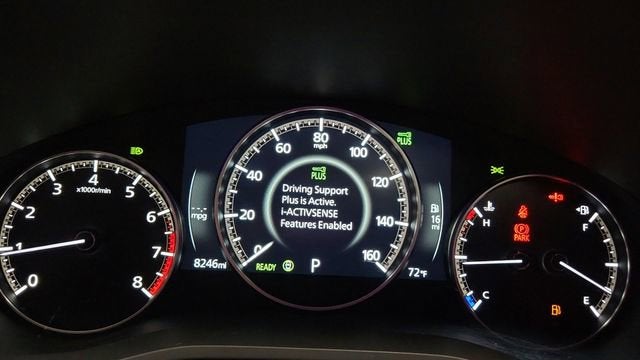 4
x1000r/min
3
5
2
6
1
7
0
8
--.-
mpg
8246mi
80
mph
60
100
40
120
20
140
0
160
PLUS
Driving Support
Plus is Active.
i-ACTIVSENSE
Features Enabled
READY
P
PLUS
16
mi
72°F
H
C
PARK
F
E